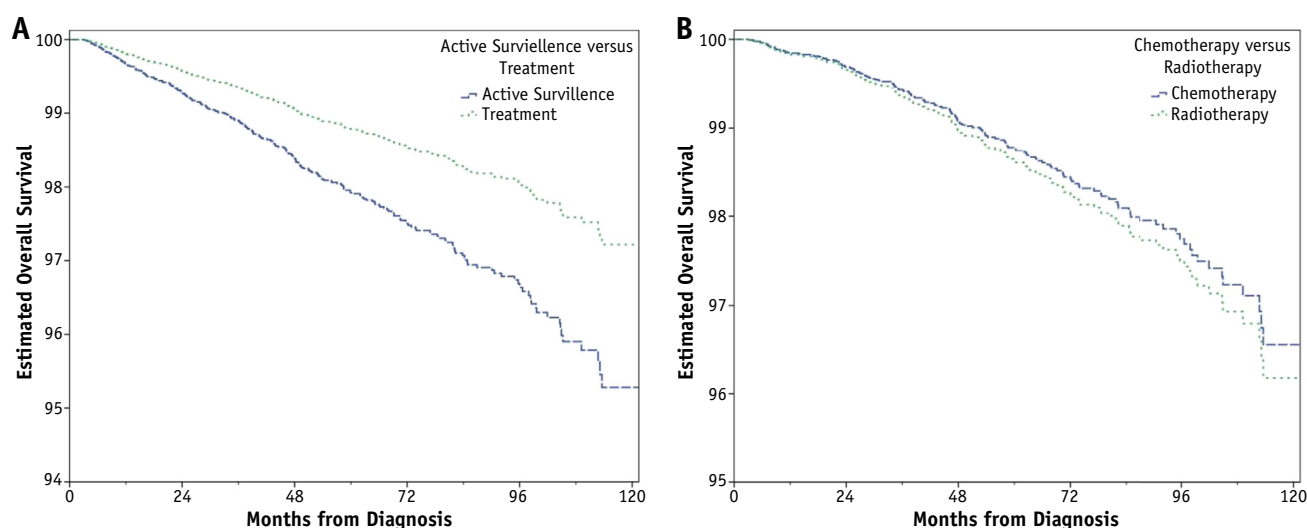 A
Active Surviellence versus
Treatment
Active Survillence
Treatment
Estimated Overall Survival
100
99
98
97
96
95
94
0 24 48 72 96 120
Months from Diagnosis
B
Chemotherapy versus
Radiotherapy
Chemotherapy
Radiotherapy
Estimated Overall Survival
100
99
98
97
96
95
0 24 48 72 96 120
Months from Diagnosis